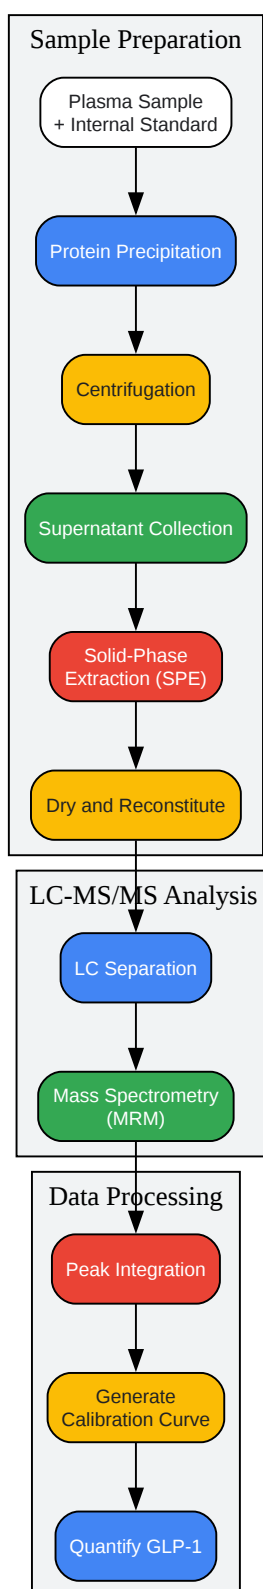 Sample Preparation
Plasma Sample
+ Internal Standard
Protein Precipitation
Centrifugation
Supernatant Collection
Solid-Phase
Extraction (SPE)
Dry and Reconstitute
LC-MS/MS Analysis
LC Separation
Mass Spectrometry
(MRM)
Data Processing
Peak Integration
Generate
Calibration Curve
Quantify GLP-1